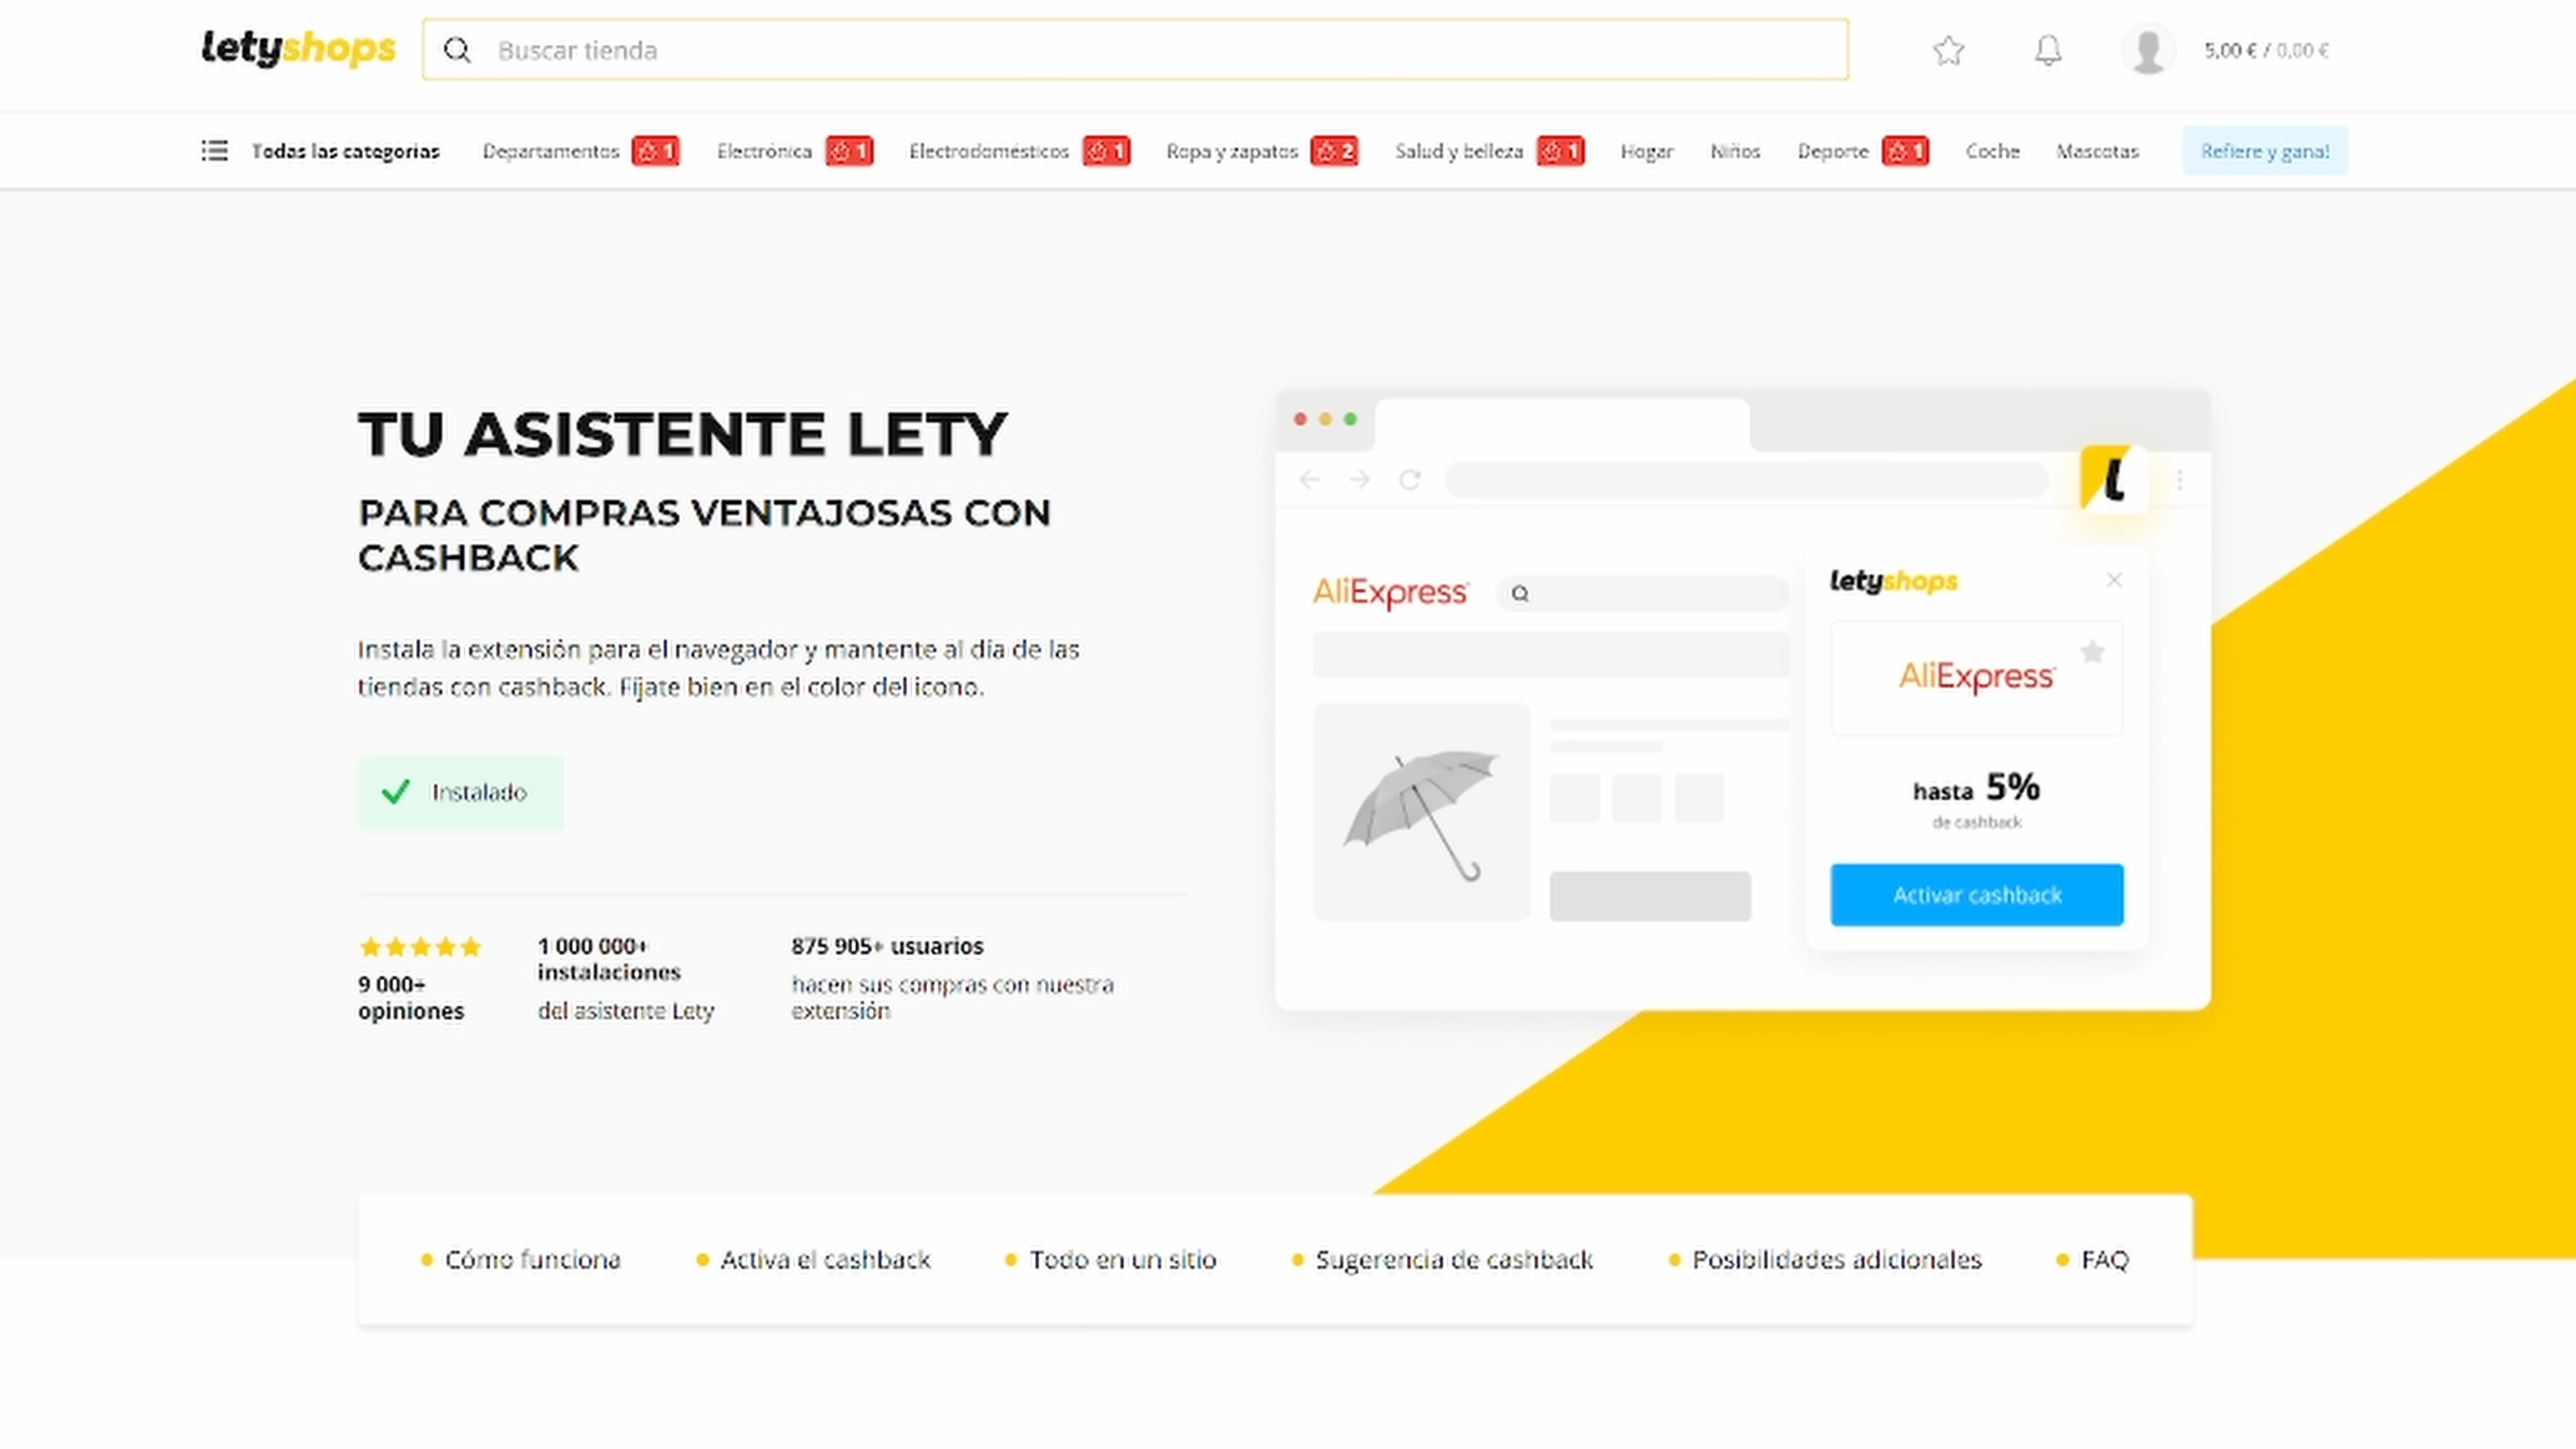 letyshops
Buscar tienda
5,00 € / 0,00 €
Todas las categorías
Departamentos 1
Electrónica 1
Electrodomésticos 1
Ropa y zapatos 2
Salud y belleza 1
Hogar
Niños
Deporte 1
Coche
Mascotas
Refiere y gana!
TU ASISTENTE LETY
PARA COMPRAS VENTAJOSAS CON
CASHBACK
Instala la extensión para el navegador y mantente al día de las
tiendas con cashback. Fíjate bien en el color del icono.
Instalado
9 000+
opiniones
1 000 000+
instalaciones
del asistente Lety
875 905+ usuarios
hacen sus compras con nuestra
extensión
l
AliExpress
letyshops
AliExpress
hasta 5%
de cashback
Activar cashback
Cómo funciona
Activa el cashback
Todo en un sitio
Sugerencia de cashback
Posibilidades adicionales
FAQ